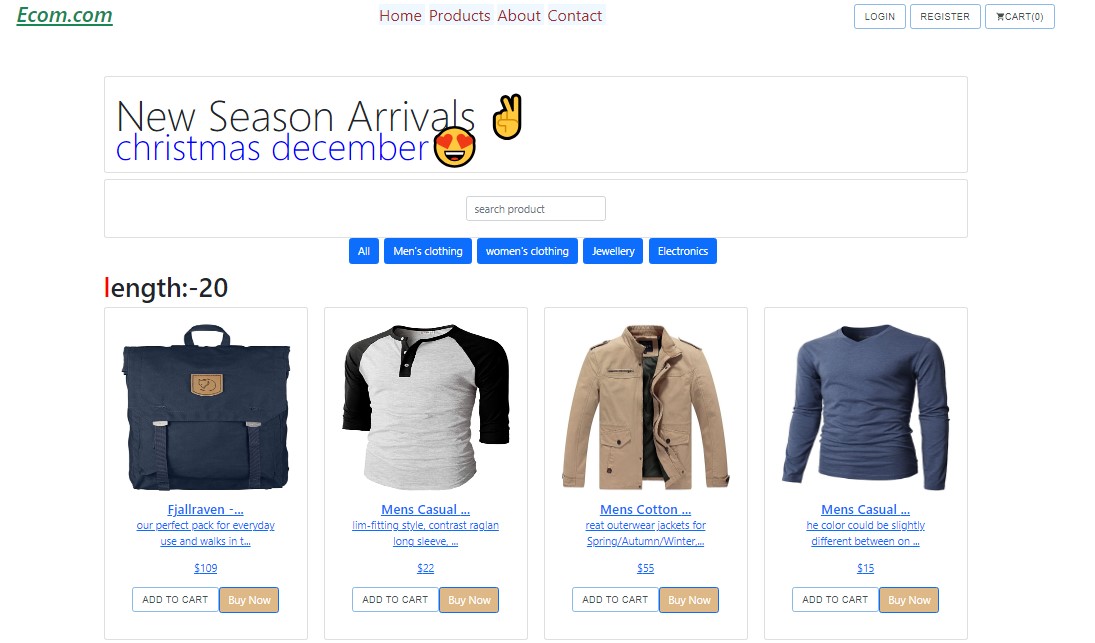 Ecom.com
Home Products About Contact
LOGIN REGISTER CART(0)
New Season Arrivals ✌
christmas december😍
search product
All Men's clothing women's clothing Jewellery Electronics
length:-20
Fjallraven -...
our perfect pack for everyday
use and walks in t...
$109
ADD TO CART Buy Now
Mens Casual ...
lim-fitting style, contrast raglan
long sleeve, ...
$22
ADD TO CART Buy Now
Mens Cotton ...
reat outerwear jackets for
Spring/Autumn/Winter,...
$55
ADD TO CART Buy Now
Mens Casual ...
he color could be slightly
different between on ...
$15
ADD TO CART Buy Now